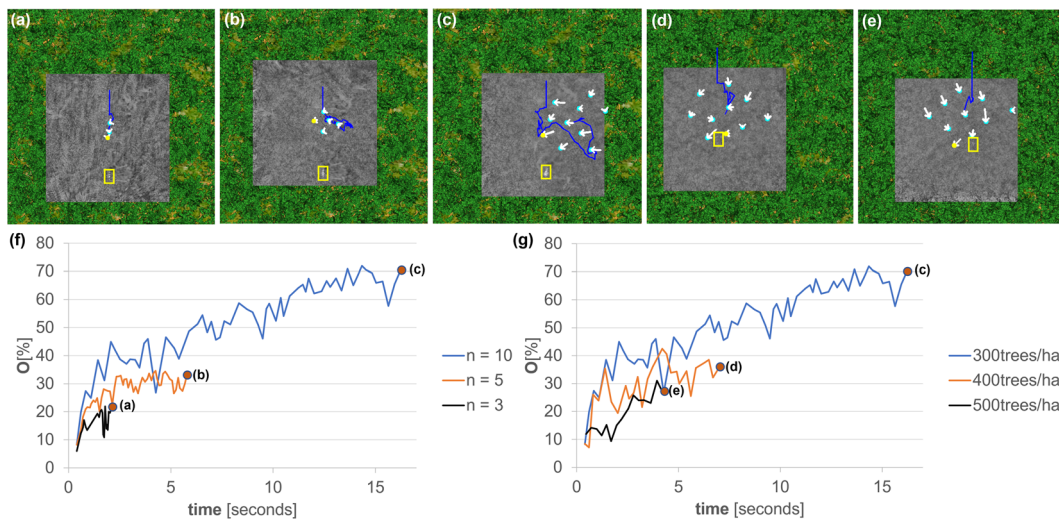 (a) (b) (c) (d) (e)
(f) (g)
80 80
70 70
60 60
50 50
40 40
30 30
20 20
10 10
0 0
O[%] O[%]
(c) (b) (a)
(c) (d) (e)
n = 10
n = 5
n = 3
300trees/ha
400trees/ha
500trees/ha
0 5 10 15
0 5 10 15
time [seconds] time [seconds]